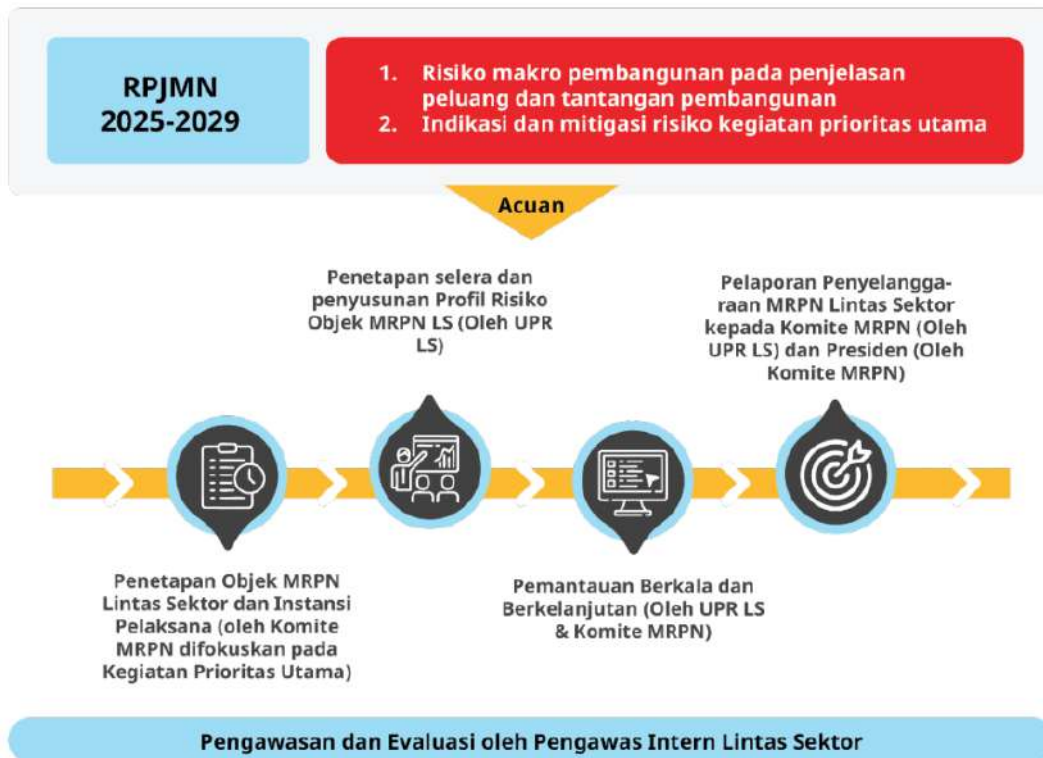 RPJMN
2025-2029
1. Risiko makro pembangunan pada penjelasan
peluang dan tantangan pembangunan
2. Indikasi dan mitigasi risiko kegiatan prioritas utama
Acuan
Penetapan selera dan
penyusunan Profil Risiko
Objek MRPN LS (Oleh UPR
LS)
Pelaporan Penyelangga-
raan MRPN Lintas Sektor
kepada Komite MRPN (Oleh
UPR LS) dan Presiden (Oleh
Komite MRPN)
Penetapan Objek MRPN
Lintas Sektor dan Instansi
Pelaksana (oleh Komite
MRPN difokuskan pada
Kegiatan Prioritas Utama)
Pemantauan Berkala dan
Berkelanjutan (Oleh UPR LS
& Komite MRPN)
Pengawasan dan Evaluasi oleh Pengawas Intern Lintas Sektor